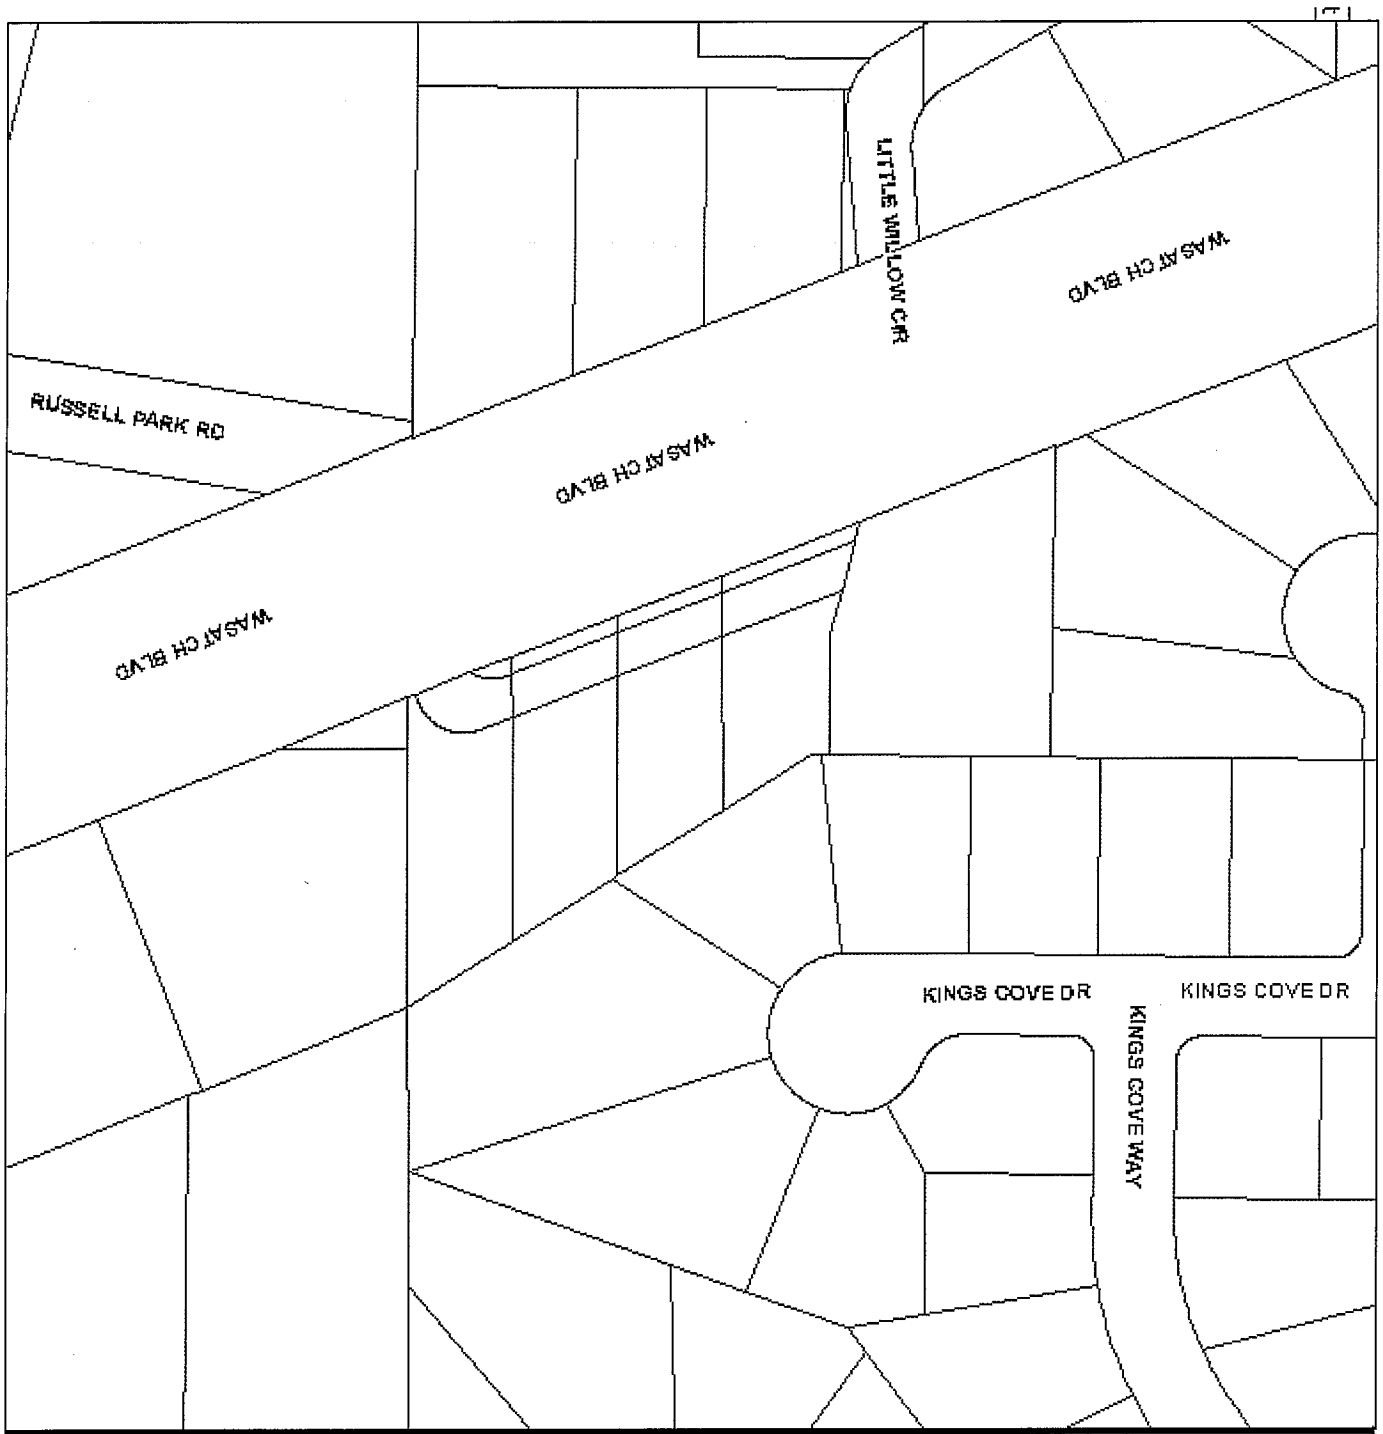 LITTLE WILLOW CIR
WASATCH BLVD
RUSSELL PARK RD
WASATCH BLVD
WASATCH BLVD
KINGS COVE DR
KINGS COVE DR
KINGS COVE WAY